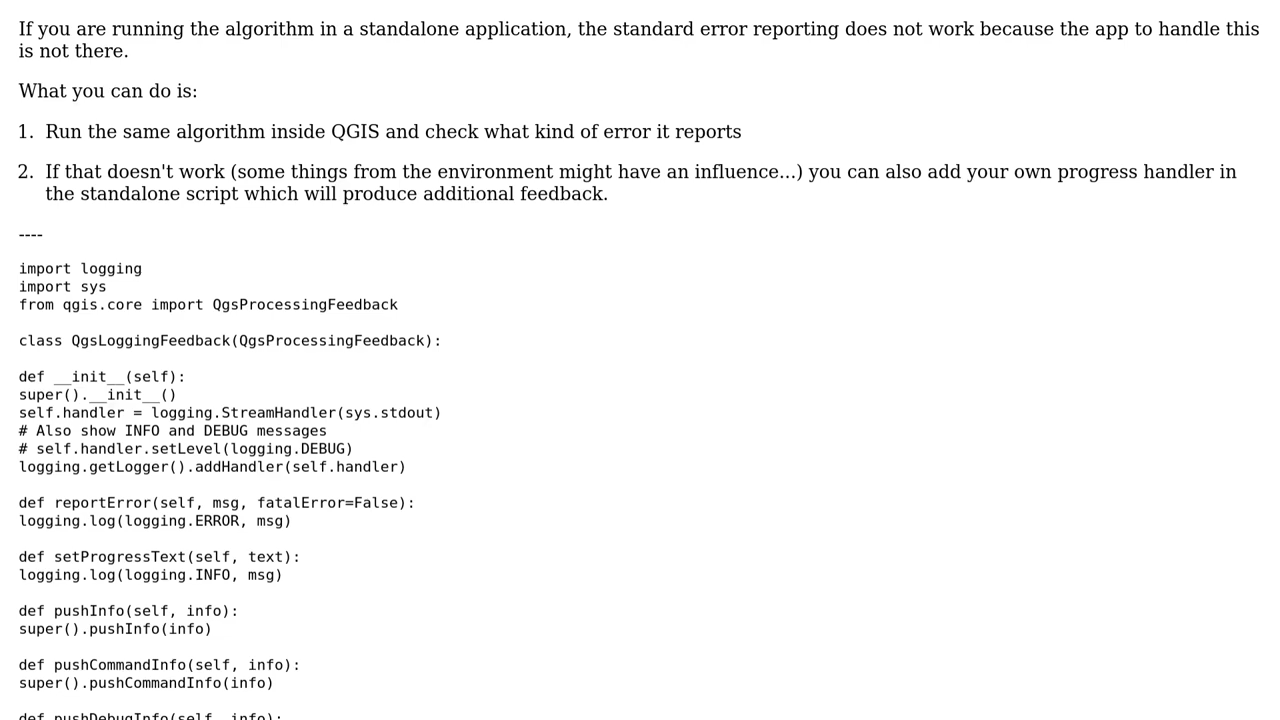 If you are running the algorithm in a standalone application, the standard error reporting does not work because the app to handle this
is not there.
What you can do is:
1. Run the same algorithm inside QGIS and check what kind of error it reports
2. If that doesn't work (some things from the environment might have an influence...) you can also add your own progress handler in
the standalone script which will produce additional feedback.
----
import logging
import sys
from qgis.core import QgsProcessingFeedback
class QgsLoggingFeedback(QgsProcessingFeedback):
def __init__(self):
super().__init__()
self.handler = logging.StreamHandler(sys.stdout)
# Also show INFO and DEBUG messages
# self.handler.setLevel(logging.DEBUG)
logging.getLogger().addHandler(self.handler)
def reportError(self, msg, fatalError=False):
logging.log(logging.ERROR, msg)
def setProgressText(self, text):
logging.log(logging.INFO, msg)
def pushInfo(self, info):
super().pushInfo(info)
def pushCommandInfo(self, info):
super().pushCommandInfo(info)
def pushDebugInfo(self, info):